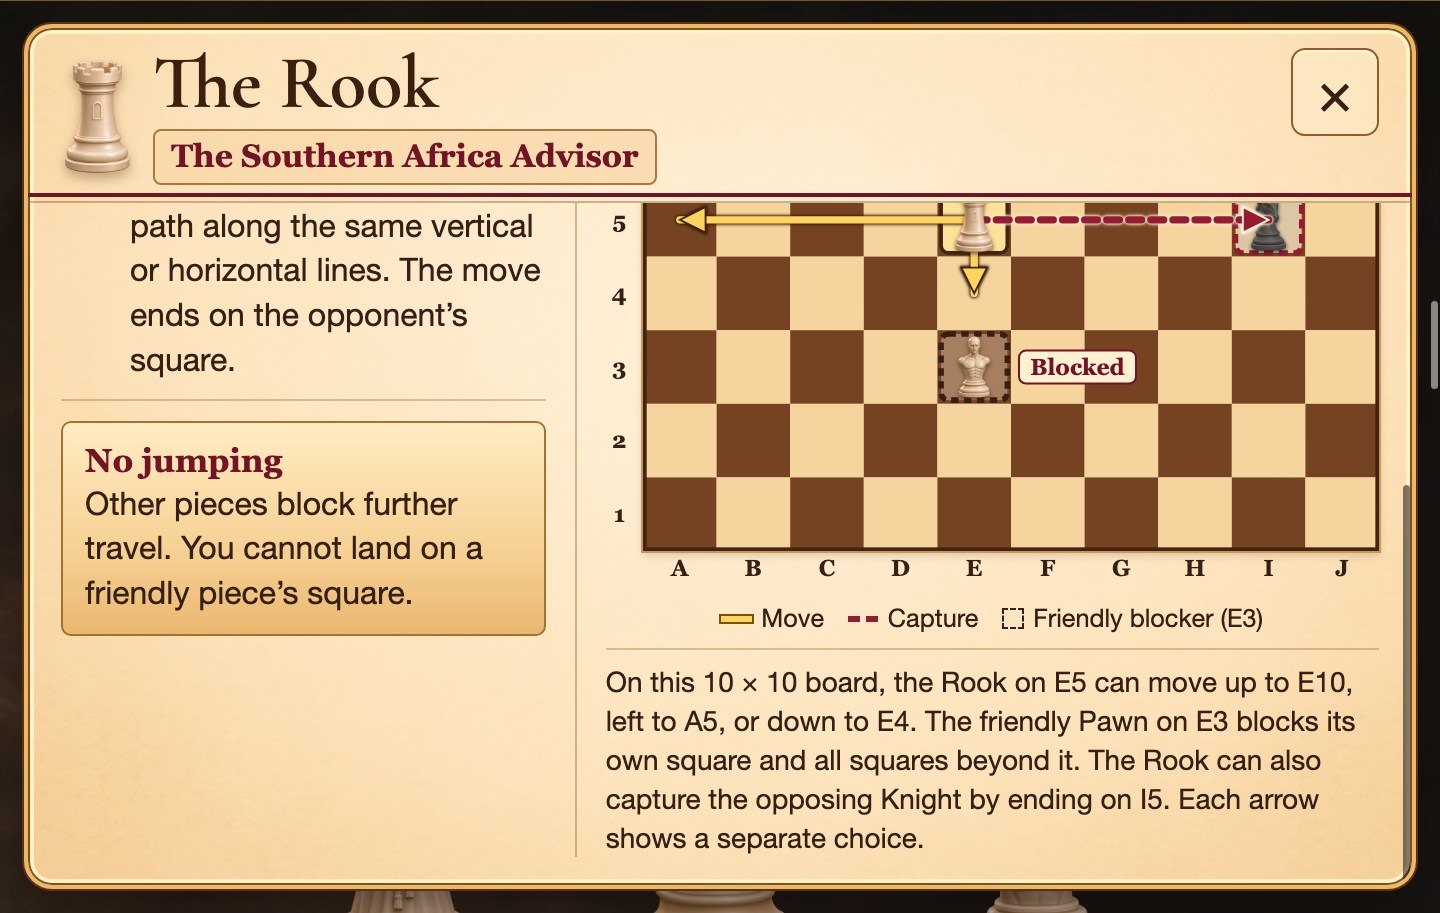 The Rook
The Southern Africa Advisor
×
path along the same vertical
or horizontal lines. The move
ends on the opponent’s
square.
No jumping
Other pieces block further
travel. You cannot land on a
friendly piece’s square.
5
4
3
Blocked
2
1
A B C D E F G H I J
Move Capture Friendly blocker (E3)
On this 10 × 10 board, the Rook on E5 can move up to E10,
left to A5, or down to E4. The friendly Pawn on E3 blocks its
own square and all squares beyond it. The Rook can also
capture the opposing Knight by ending on I5. Each arrow
shows a separate choice.